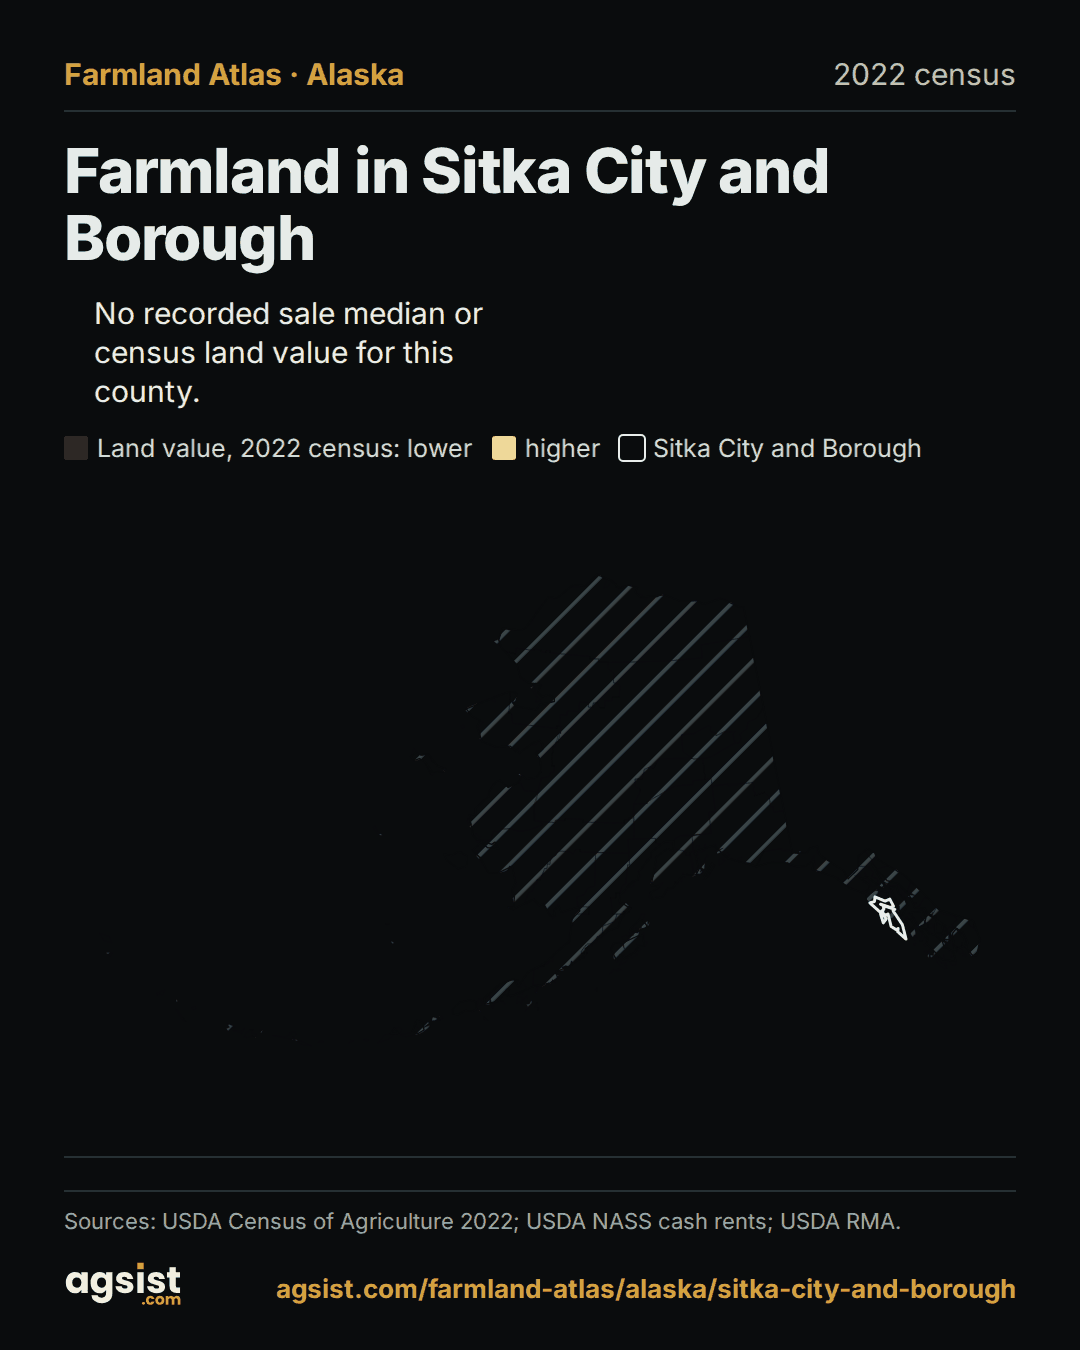 Farmland Atlas · Alaska
2022 census
Farmland in Sitka City and
Borough
No recorded sale median or
census land value for this
county.
Land value, 2022 census: lower
higher
Sitka City and Borough
Sources: USDA Census of Agriculture 2022; USDA NASS cash rents; USDA RMA.
agsist
.com
agsist.com/farmland-atlas/alaska/sitka-city-and-borough